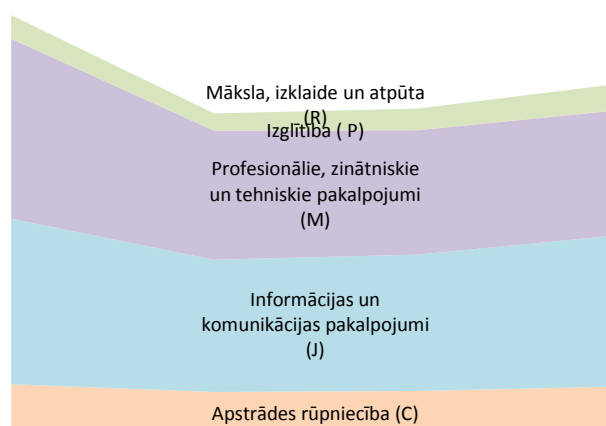 Māksla, izklaide un atpūta
(R)
Izglītība ( P)
Profesionālie, zinātniskie
un tehniskie pakalpojumi
(M)
Informācijas un
komunikācijas pakalpojumi
(J)
Apstrādes rūpniecība (C)